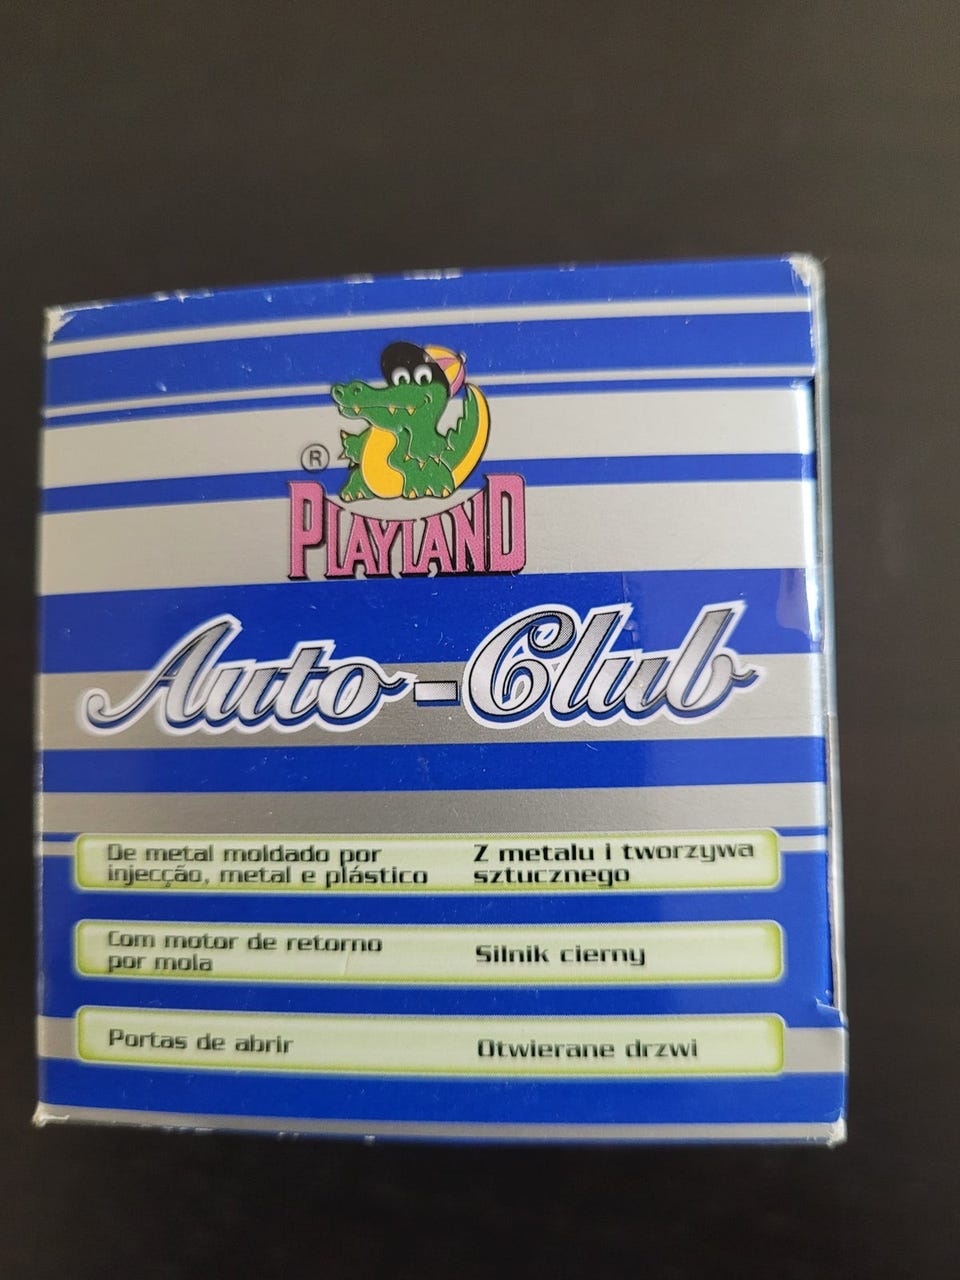 ®
PLAYLAND
Auto-Club
De metal moldado por
injecção, metal e plástico
Z metalu i tworzywa
sztucznego
Com motor de retorno
por mola
Silnik cierny
Portas de abrir
Otwierane drzwi